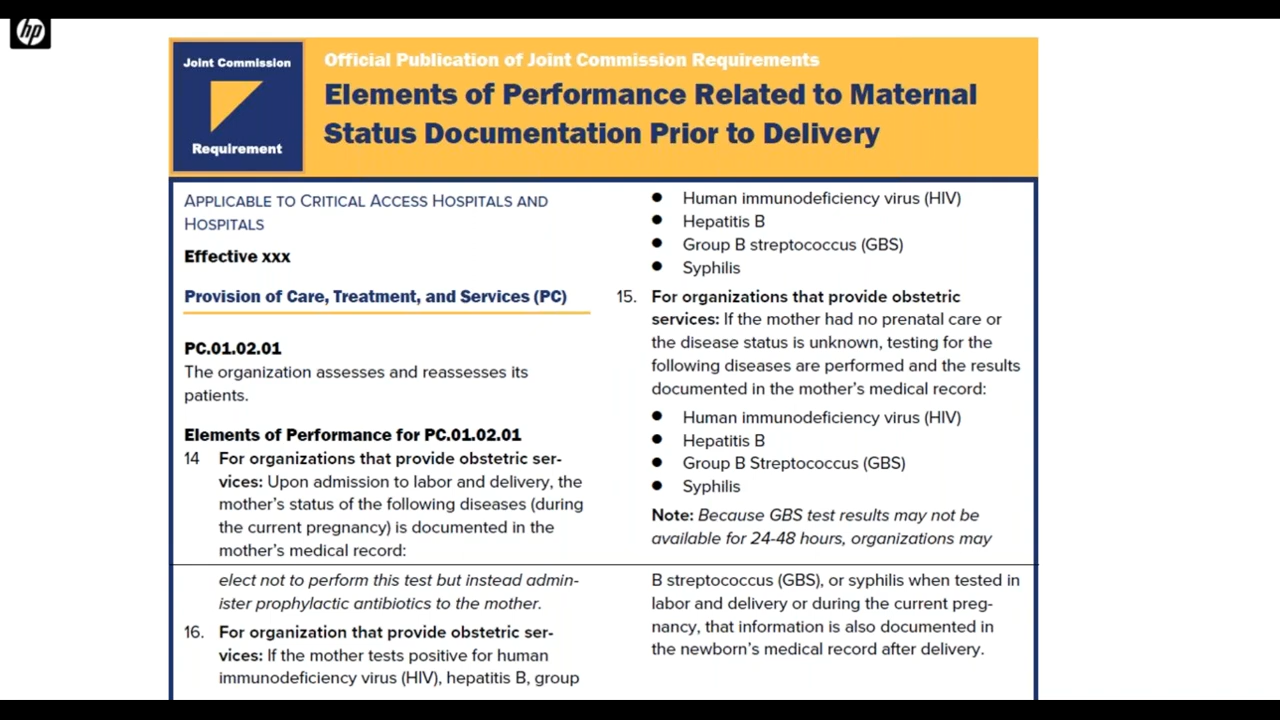 hp
Joint Commission
Requirement
Official Publication of Joint Commission Requirements
Elements of Performance Related to Maternal
Status Documentation Prior to Delivery
APPLICABLE TO CRITICAL ACCESS HOSPITALS AND
HOSPITALS
Effective xxx
Provision of Care, Treatment, and Services (PC)
PC.01.02.01
The organization assesses and reassesses its
patients.
Elements of Performance for PC.01.02.01
14 For organizations that provide obstetric ser-
vices: Upon admission to labor and delivery, the
mother’s status of the following diseases (during
the current pregnancy) is documented in the
mother’s medical record:
● Human immunodeficiency virus (HIV)
● Hepatitis B
● Group B streptococcus (GBS)
● Syphilis
15. For organizations that provide obstetric
services: If the mother had no prenatal care or
the disease status is unknown, testing for the
following diseases are performed and the results
documented in the mother’s medical record:
● Human immunodeficiency virus (HIV)
● Hepatitis B
● Group B Streptococcus (GBS)
● Syphilis
Note: Because GBS test results may not be
available for 24-48 hours, organizations may
elect not to perform this test but instead admin-
ister prophylactic antibiotics to the mother.
16. For organization that provide obstetric ser-
vices: If the mother tests positive for human
immunodeficiency virus (HIV), hepatitis B, group
B streptococcus (GBS), or syphilis when tested in
labor and delivery or during the current preg-
nancy, that information is also documented in
the newborn’s medical record after delivery.